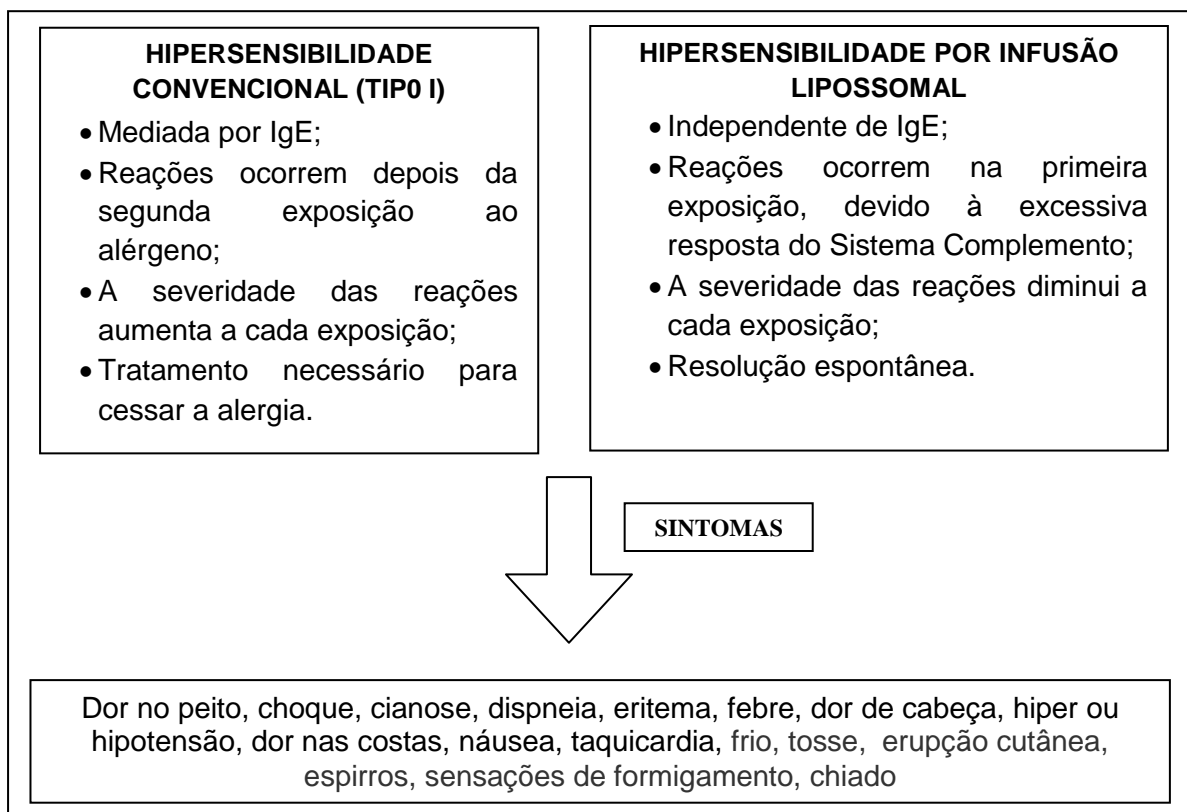 HIPERSENSIBILIDADE
CONVENCIONAL (TIP0 I)
• Mediada por IgE;
• Reações ocorrem depois da
segunda exposição ao
alérgeno;
• A severidade das reações
aumenta a cada exposição;
• Tratamento necessário para
cessar a alergia.
HIPERSENSIBILIDADE POR INFUSÃO
LIPOSSOMAL
• Independente de IgE;
• Reações ocorrem na primeira
exposição, devido à excessiva
resposta do Sistema Complemento;
• A severidade das reações diminui a
cada exposição;
• Resolução espontânea.
SINTOMAS
Dor no peito, choque, cianose, dispneia, eritema, febre, dor de cabeça, hiper ou
hipotensão, dor nas costas, náusea, taquicardia, frio, tosse, erupção cutânea,
espirros, sensações de formigamento, chiado